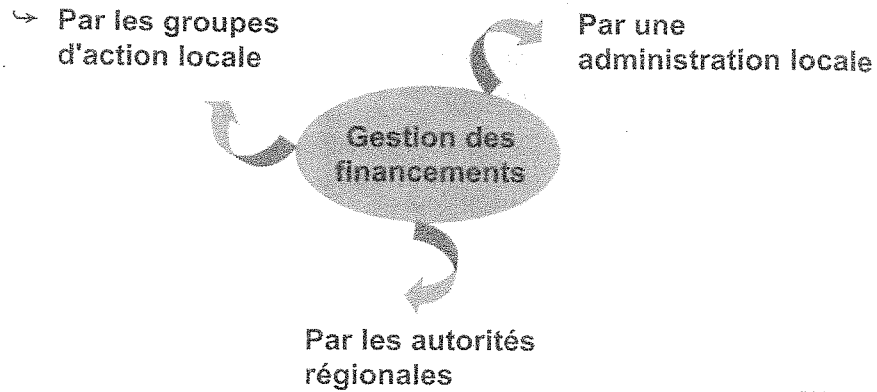 ↪ Par les groupes
d'action locale
Par une
administration locale
Gestion des
financements
Par les autorités
régionales